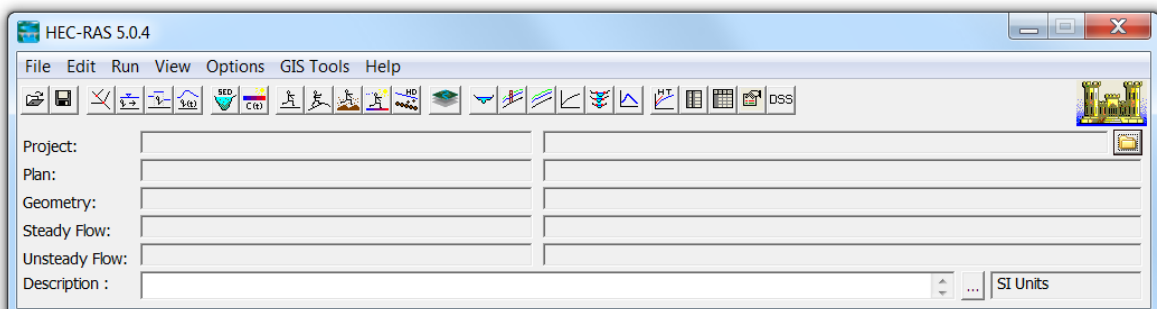 HEC-RAS 5.0.4
File Edit Run View Options GIS Tools Help
SED C(t) HD HT DSS
Project:
Plan:
Geometry:
Steady Flow:
Unsteady Flow:
Description : ... SI Units